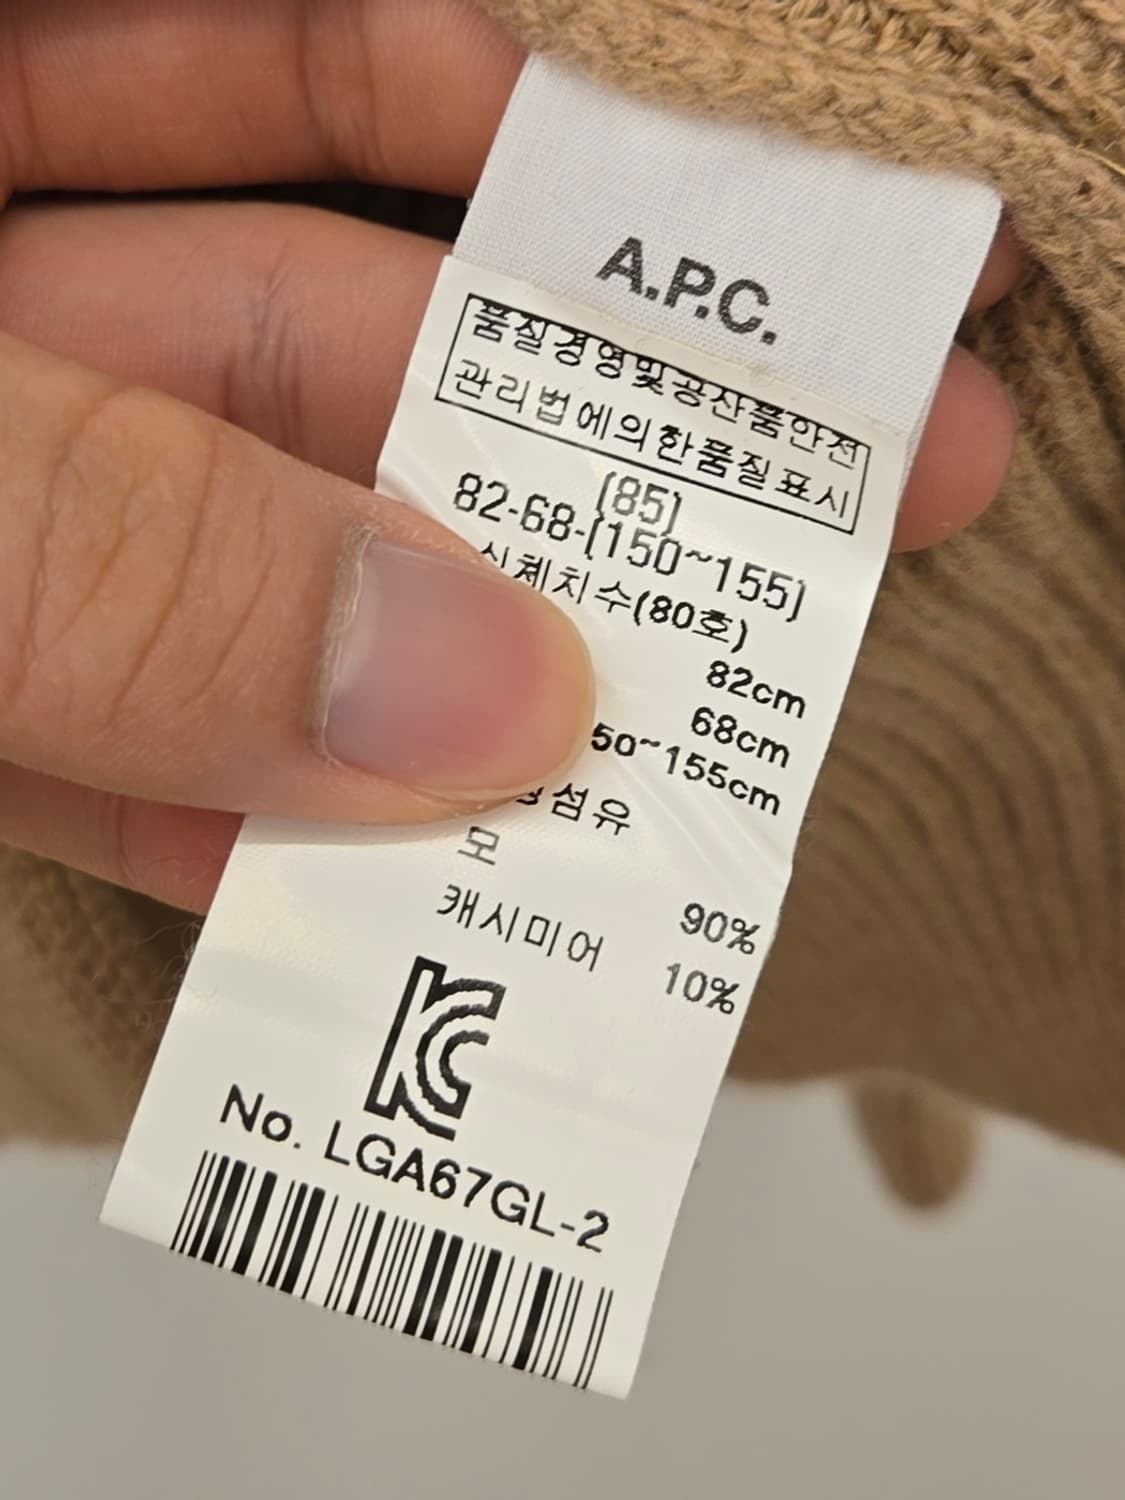 A.P.C.
품질경영및공산품안전
관리법에의한품질표시
(85)
82-68-(150~155)
신체치수(80호)
82cm
68cm
50~155cm
섬유
모 90%
캐시미어 10%
KC
No. LGA67GL-2